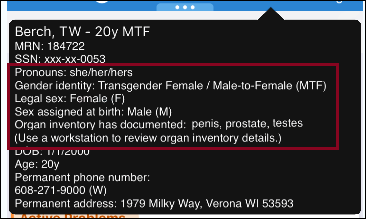 Berch, TW - 20y MTF
MRN: 184722
SSN: xxx-xx-0053
Pronouns: she/her/hers
Gender identity: Transgender Female / Male-to-Female (MTF)
Legal sex: Female (F)
Sex assigned at birth: Male (M)
Organ inventory has documented: penis, prostate, testes
(Use a workstation to review organ inventory details.)
DOB: 1/1/2000
Age: 20y
Permanent phone number:
608-271-9000 (W)
Permanent address: 1979 Milky Way, Verona WI 53593
Active Problems